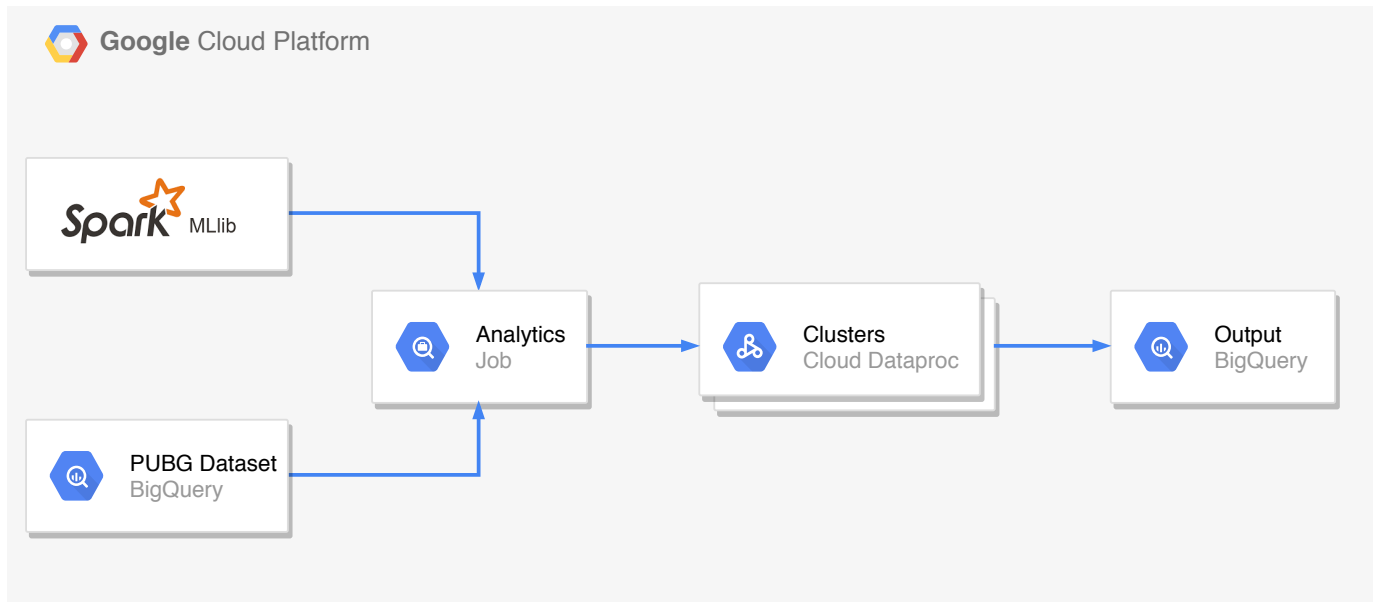 Google Cloud Platform
Spark MLlib
Analytics
Job
Clusters
Cloud Dataproc
Output
BigQuery
PUBG Dataset
BigQuery